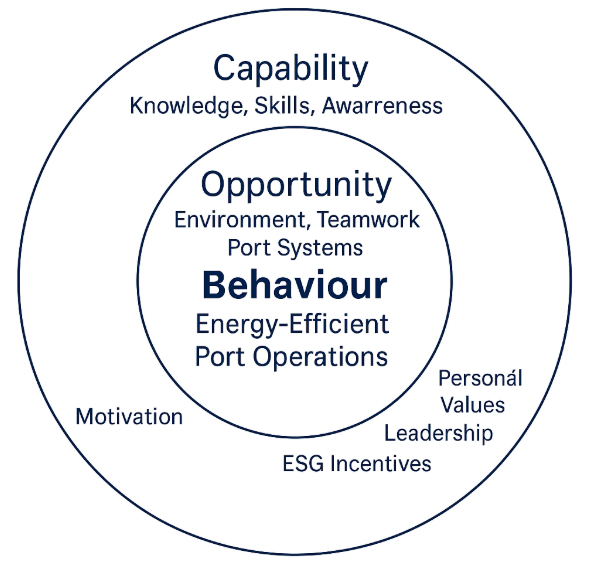 Capability
Knowledge, Skills, Awarreness
Opportunity
Environment, Teamwork
Port Systems
Behaviour
Energy-Efficient
Port Operations
Motivation
Personál
Values
Leadership
ESG Incentives